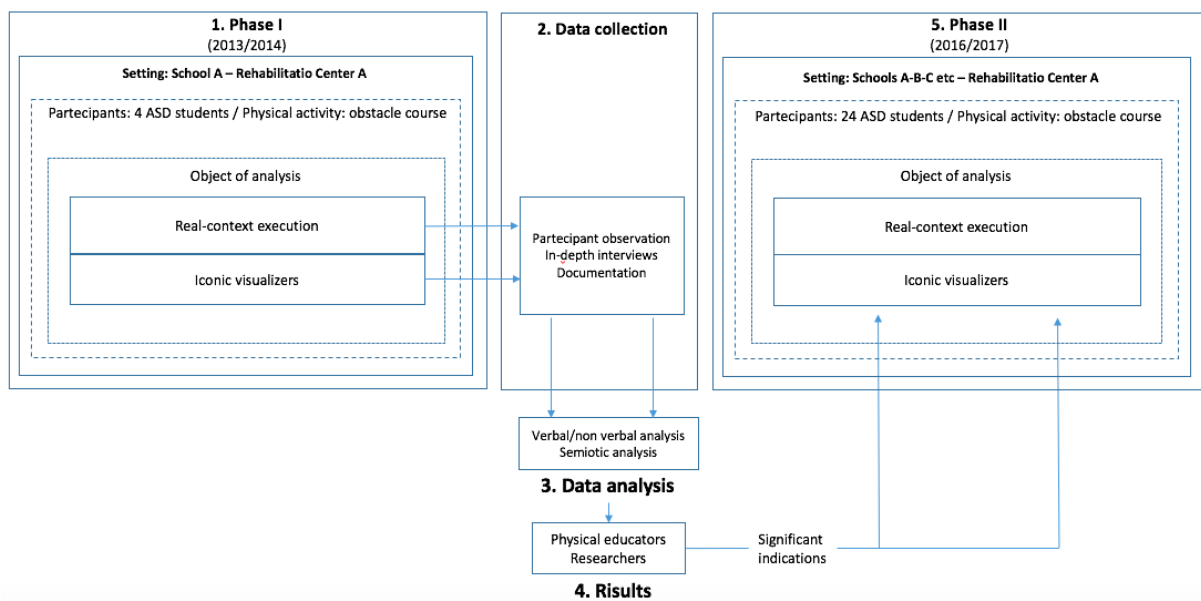 1. Phase I
(2013/2014)
Setting: School A – Rehabilitatio Center A
Partecipants: 4 ASD students / Physical activity: obstacle course
Object of analysis
Real-context execution
Iconic visualizers
2. Data collection
Partecipant observation
In-depth interviews
Documentation
Verbal/non verbal analysis
Semiotic analysis
3. Data analysis
Physical educators
Researchers
4. Risults
Significant
indications
5. Phase II
(2016/2017)
Setting: Schools A-B-C etc – Rehabilitatio Center A
Partecipants: 24 ASD students / Physical activity: obstacle course
Object of analysis
Real-context execution
Iconic visualizers